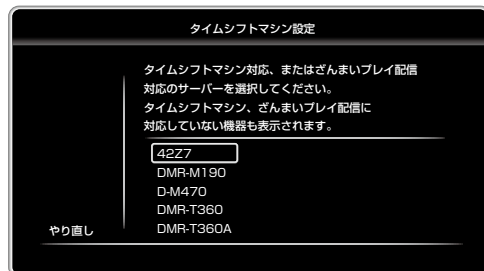 タイムシフトマシン設定
タイムシフトマシン対応、またはざんまいプレイ配信
対応のサーバーを選択してください。
タイムシフトマシン、ざんまいプレイ配信に
対応していない機器も表示されます。
42Z7
DMR-M190
D-M470
DMR-T360
DMR-T360A
やり直し